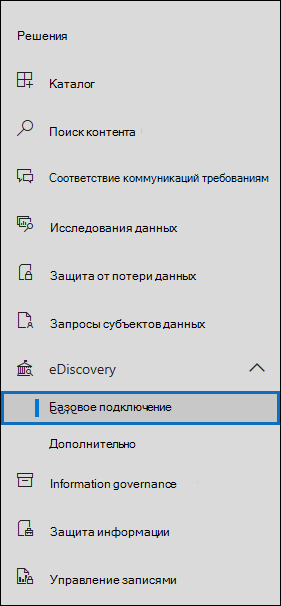 Решения
Каталог
Поиск контента
Соответствие коммуникаций требованиям
Исследования данных
Защита от потери данных
Запросы субъектов данных
eDiscovery
Базовое подключение
Дополнительно
Information governance
Защита информации
Управление записями